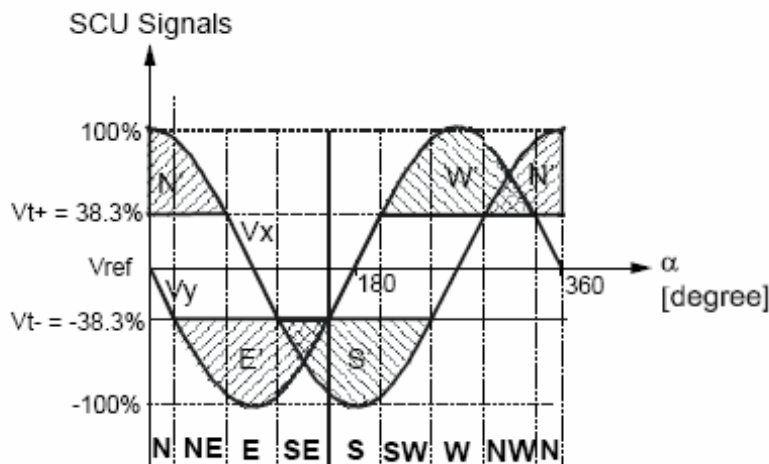 SCU Signals
100%
N' W' N'
Vt+ = 38.3%
Vx
Vref
α
180 360
[degree]
Vy
Vt- = -38.3%
E' S'
-100%
N NE E SE S SW W NW N